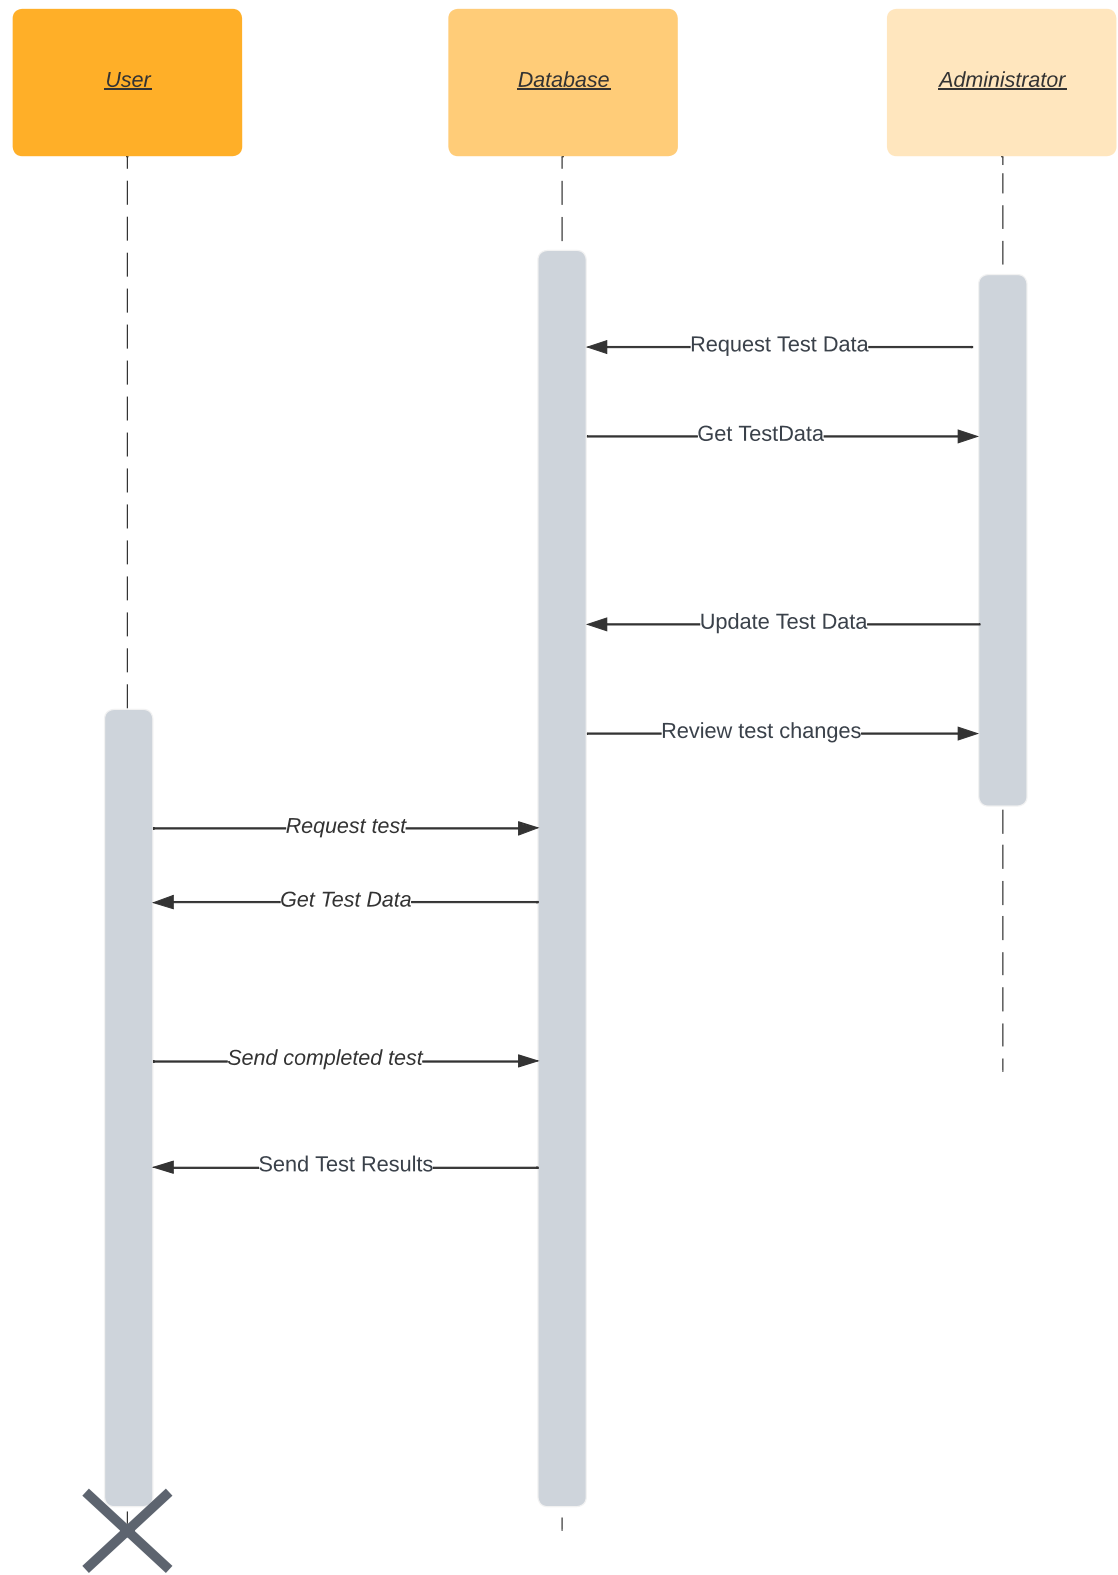 User
Database
Administrator
Request Test Data
Get TestData
Update Test Data
Review test changes
Request test
Get Test Data
Send completed test
Send Test Results